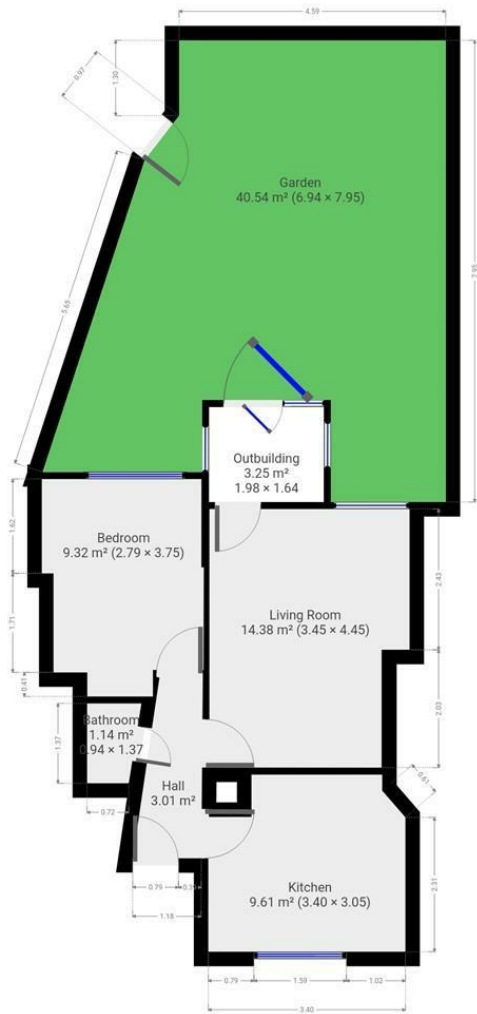 4.59
1.30
0.97
Garden
40.54 m² (6.94 × 7.95)
7.95
5.65
Outbuilding
3.25 m²
1.98 × 1.64
1.62
Bedroom
9.32 m² (2.79 × 3.75)
2.43
1.71
Living Room
14.38 m² (3.45 × 4.45)
0.41
2.03
Bathroom
1.14 m²
0.94 × 1.37
1.37
Hall
3.01 m²
0.61
0.72
0.79
1.18
Kitchen
9.61 m² (3.40 × 3.05)
2.31
0.79
1.59
1.02
3.40